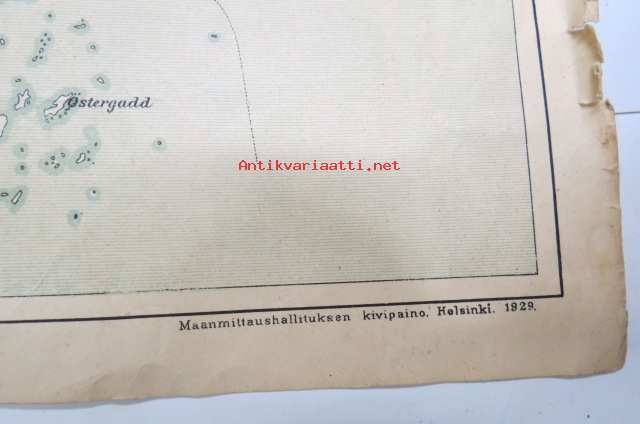 Östergadd
Antikvariaatti.net
Maanmittaushallituksen kivipaino. Helsinki. 1929.